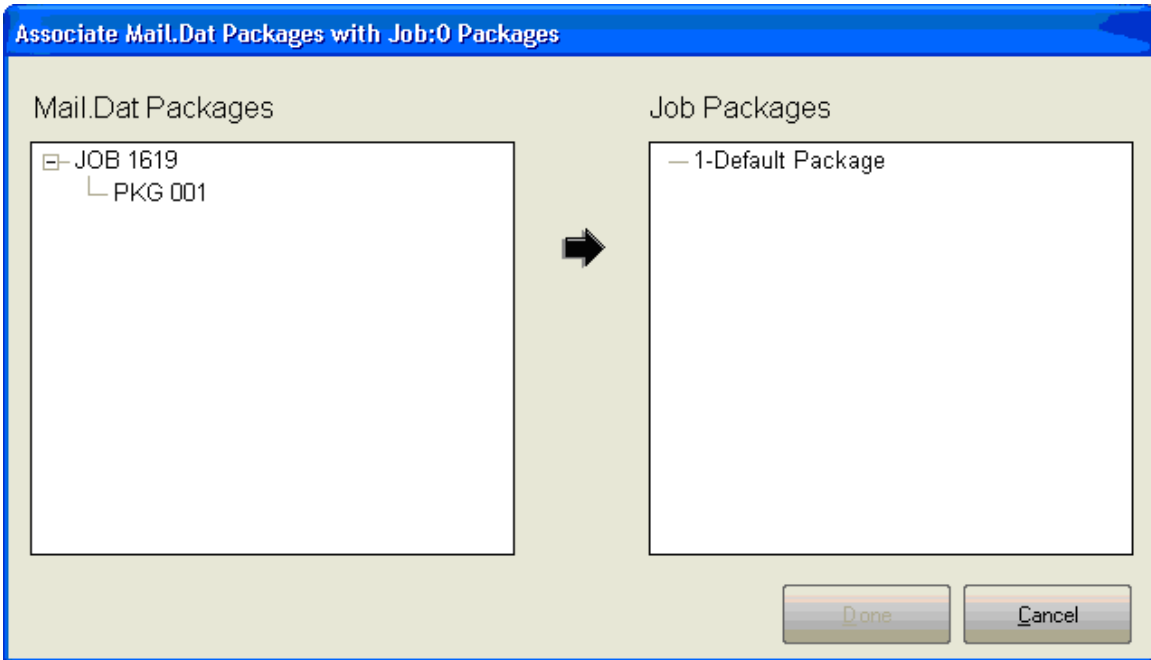 Associate Mail.Dat Packages with Job:0 Packages
Mail.Dat Packages
Job Packages
JOB 1619
PKG 001
1-Default Package
Done
Cancel